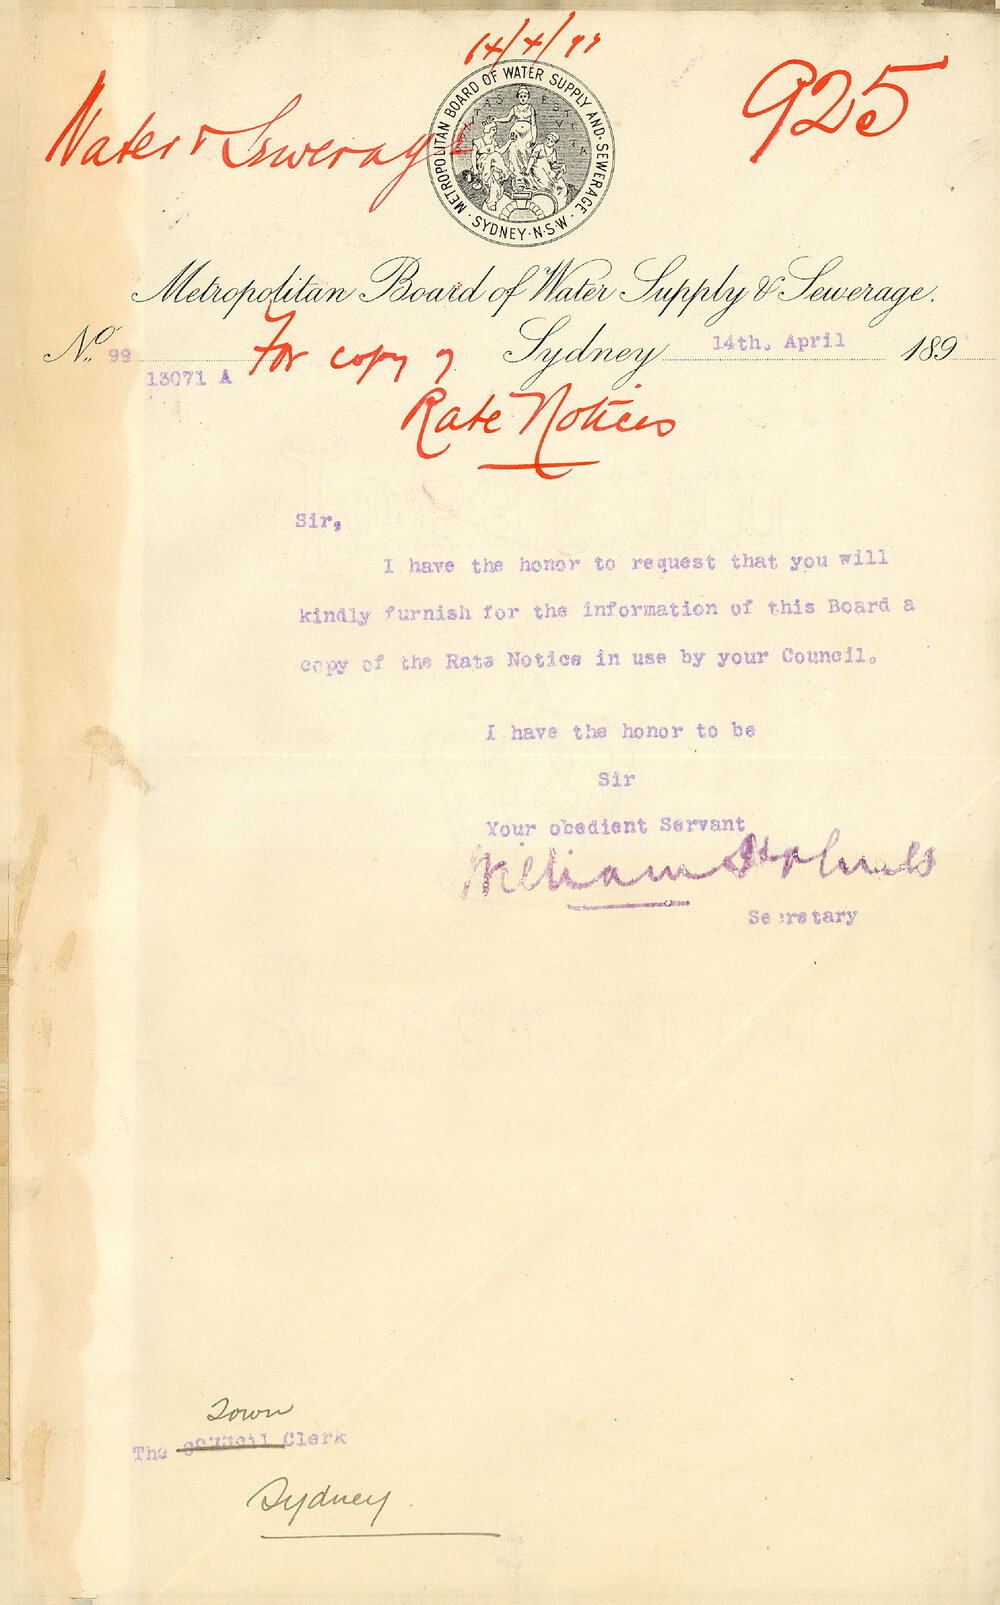 14/4/99
925
Water & Sewerage
METROPOLITAN BOARD OF WATER SUPPLY AND SEWERAGE.
SYDNEY. N.S.W.
Metropolitan Board of Water Supply & Sewerage.
No. 99 Sydney 14th. April 189
13071 A
For copy of
Rate Notices
Sir,
I have the honor to request that you will
kindly furnish for the information of this Board a
copy of the Rate Notice in use by your Council.
I have the honor to be
Sir
Your obedient Servant
William Holmes
Secretary
Town
The Council Clerk
Sydney